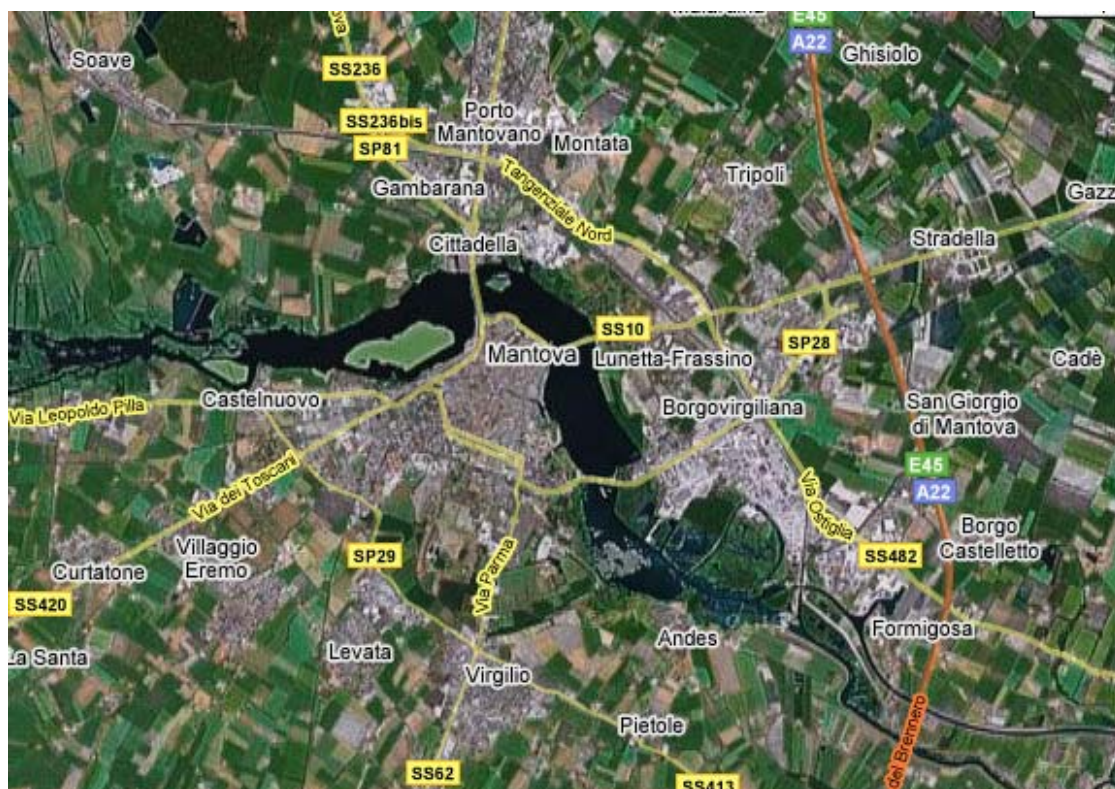 E45
A22
Ghisiolo
Soave
SS236
SS236bis
SP81
Porto
Mantovano
Montata
Tangenziale Nord
Tripoli
Gambarana
Gazz
Cittadella
Stradella
SS10
Mantova
Lunetta-Frassino
SP28
Cadè
Via Leopoldo Pilla
Castelnuovo
Borgovirgiliana
San Giorgio
di Mantova
E45
A22
Via dei Toscani
Via Ostiglia
Villaggio
Eremo
Curtatone
SP29
Via Parma
SS482
Borgo
Castelletto
SS420
La Santa
Levata
Andes
Formigosa
Virgilio
Pietole
SS62
SS413
del Brennero